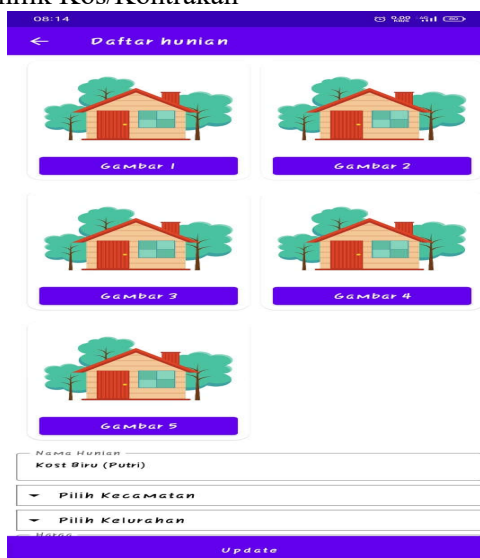 08:14
Daftar hunian
Gambar 1 Gambar 2
Gambar 3 Gambar 4
Gambar 5
Nama Hunian
Kost Biru (Putri)
Pilih Kecamatan
Pilih Kelurahan
Harga
Update